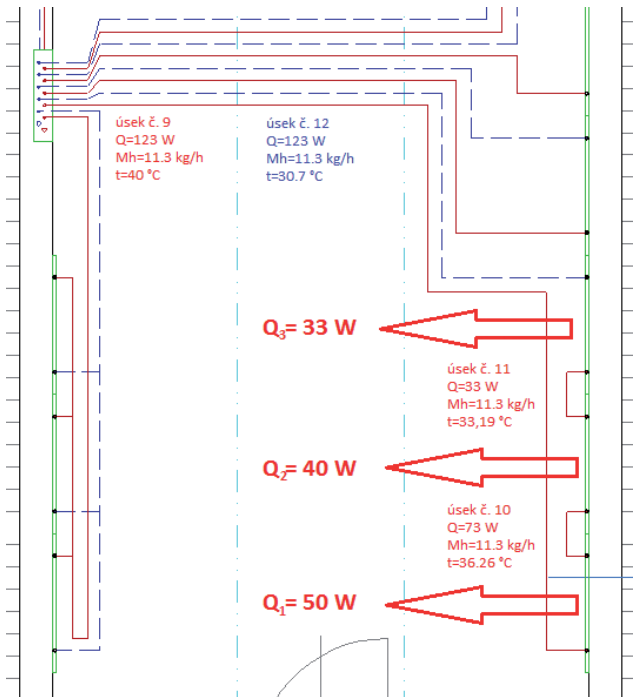 úsek č. 9
Q=123 W
Mh=11.3 kg/h
t=40 °C
úsek č. 12
Q=123 W
Mh=11.3 kg/h
t=30.7 °C
Q₃= 33 W
úsek č. 11
Q=33 W
Mh=11.3 kg/h
t=33,19 °C
Q₂= 40 W
úsek č. 10
Q=73 W
Mh=11.3 kg/h
t=36.26 °C
Q₁= 50 W